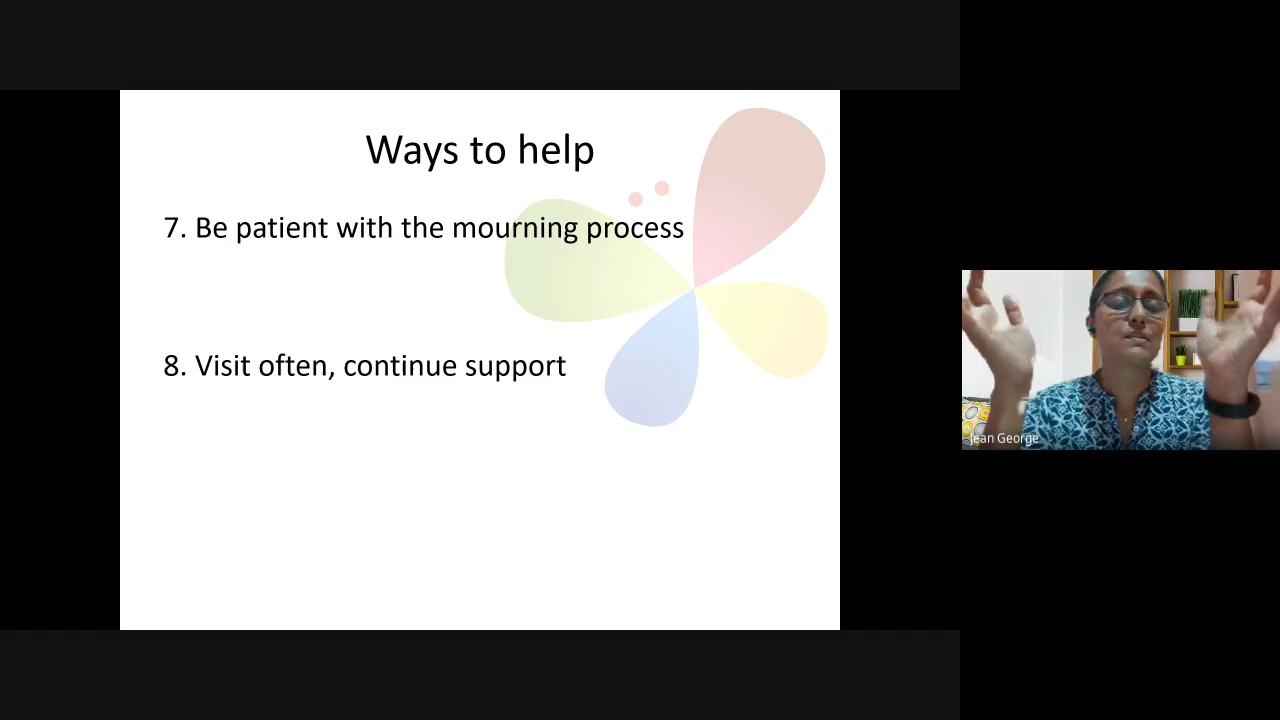 Ways to help
7. Be patient with the mourning process
8. Visit often, continue support
Jean George